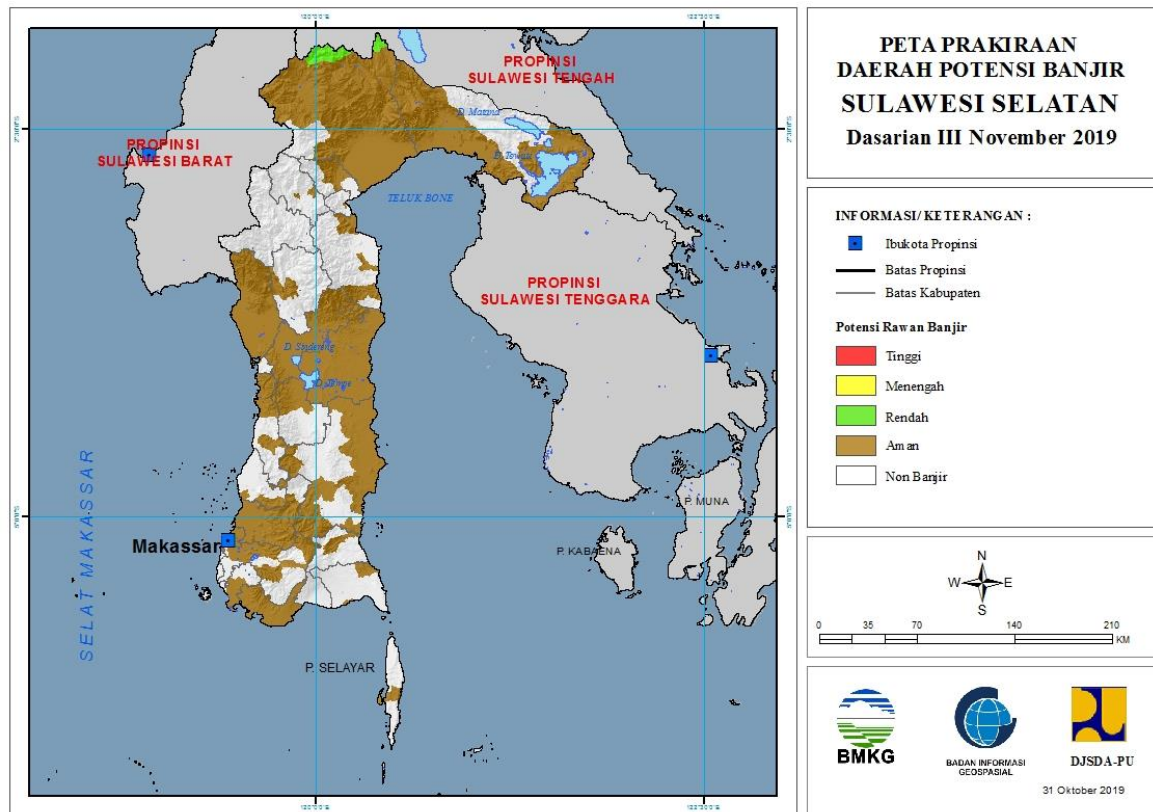 PETA PRAKIRAAN
DAERAH POTENSI BANJIR
SULAWESI SELATAN
Dasarian III November 2019
PROPINSI
SULAWESI TENGAH
D. Matana
PROPINSI
SULAWESI BARAT
TELUK BONE
PROPINSI
SULAWESI TENGGARA
D. Sidenreng
SELAT MAKASSAR
P. MUNA
Makassar
P. KABAENA
P. SELAYAR
INFORMASI/ KETERANGAN :
Ibukota Propinsi
Batas Propinsi
Batas Kabupaten
Potensi Rawan Banjir
Tinggi
Menengah
Rendah
Aman
Non Banjir
N
W E
S
0 35 70 140 210
KM
BMKG
BADAN INFORMASI
GEOSPASIAL
DJSDA-PU
31 Oktober 2019